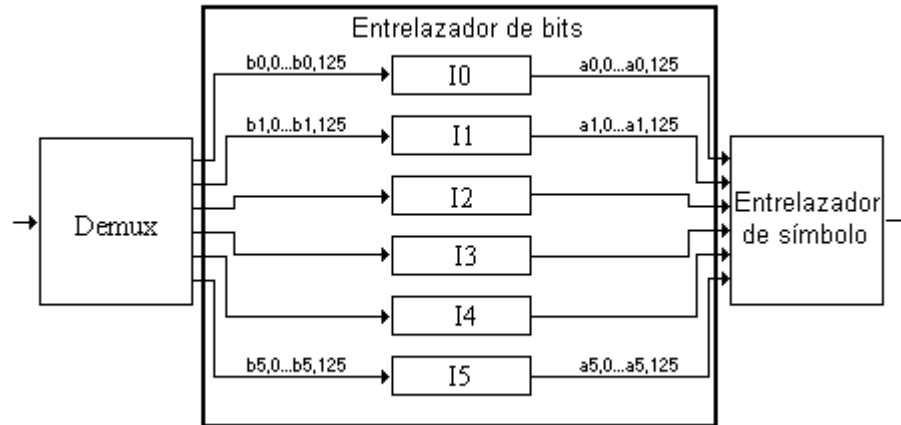 Entrelazador de bits
b0,0...b0,125
I0
a0,0...a0,125
b1,0...b1,125
I1
a1,0...a1,125
I2
Demux
Entrelazador
de símbolo
I3
I4
b5,0...b5,125
I5
a5,0...a5,125